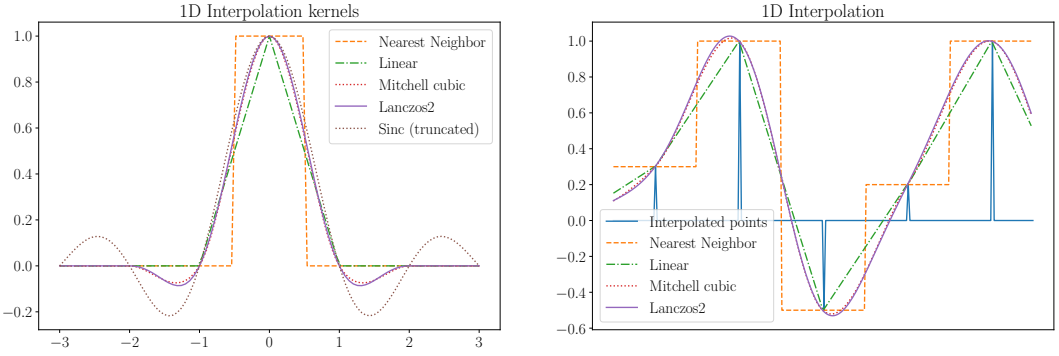 1D Interpolation kernels
1.0
0.8
0.6
0.4
0.2
0.0
−0.2
−3
−2
−1
0
1
2
3
Nearest Neighbor
Linear
Mitchell cubic
Lanczos2
Sinc (truncated)
1D Interpolation
1.0
0.8
0.6
0.4
0.2
0.0
−0.2
−0.4
−0.6
Interpolated points
Nearest Neighbor
Linear
Mitchell cubic
Lanczos2